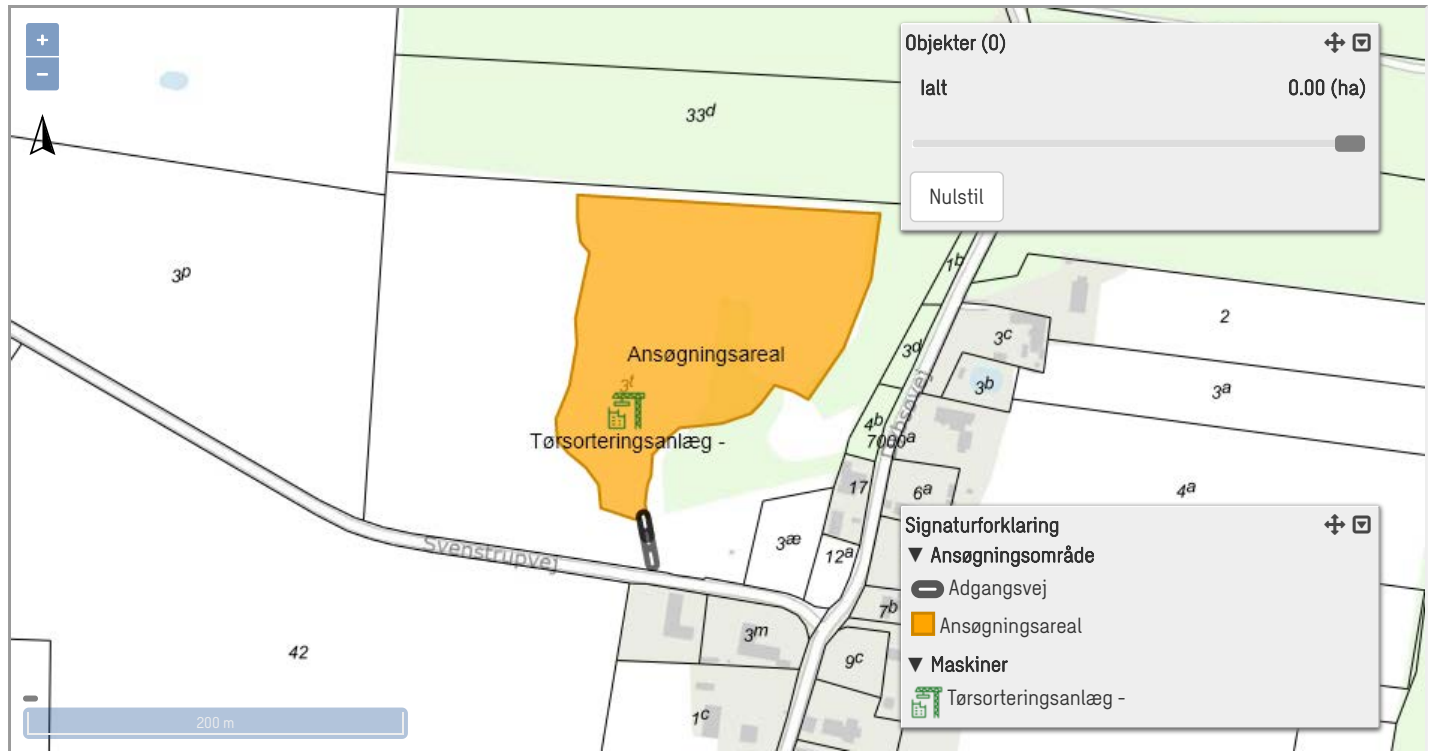 +
−
Objekter (0)
Ialt 0.00 (ha)
Nulstil
33d
3p
1b
2
3c
3d
Ansøgningsareal
3b
3a
4b
7000a
Tørsorteringsanlæg -
17
6a
4a
3æ
12a
Svenstrupvej
7b
3m
9c
42
1c
200 m
Signaturforklaring
▼ Ansøgningsområde
Adgangsvej
Ansøgningsareal
▼ Maskiner
Tørsorteringsanlæg -